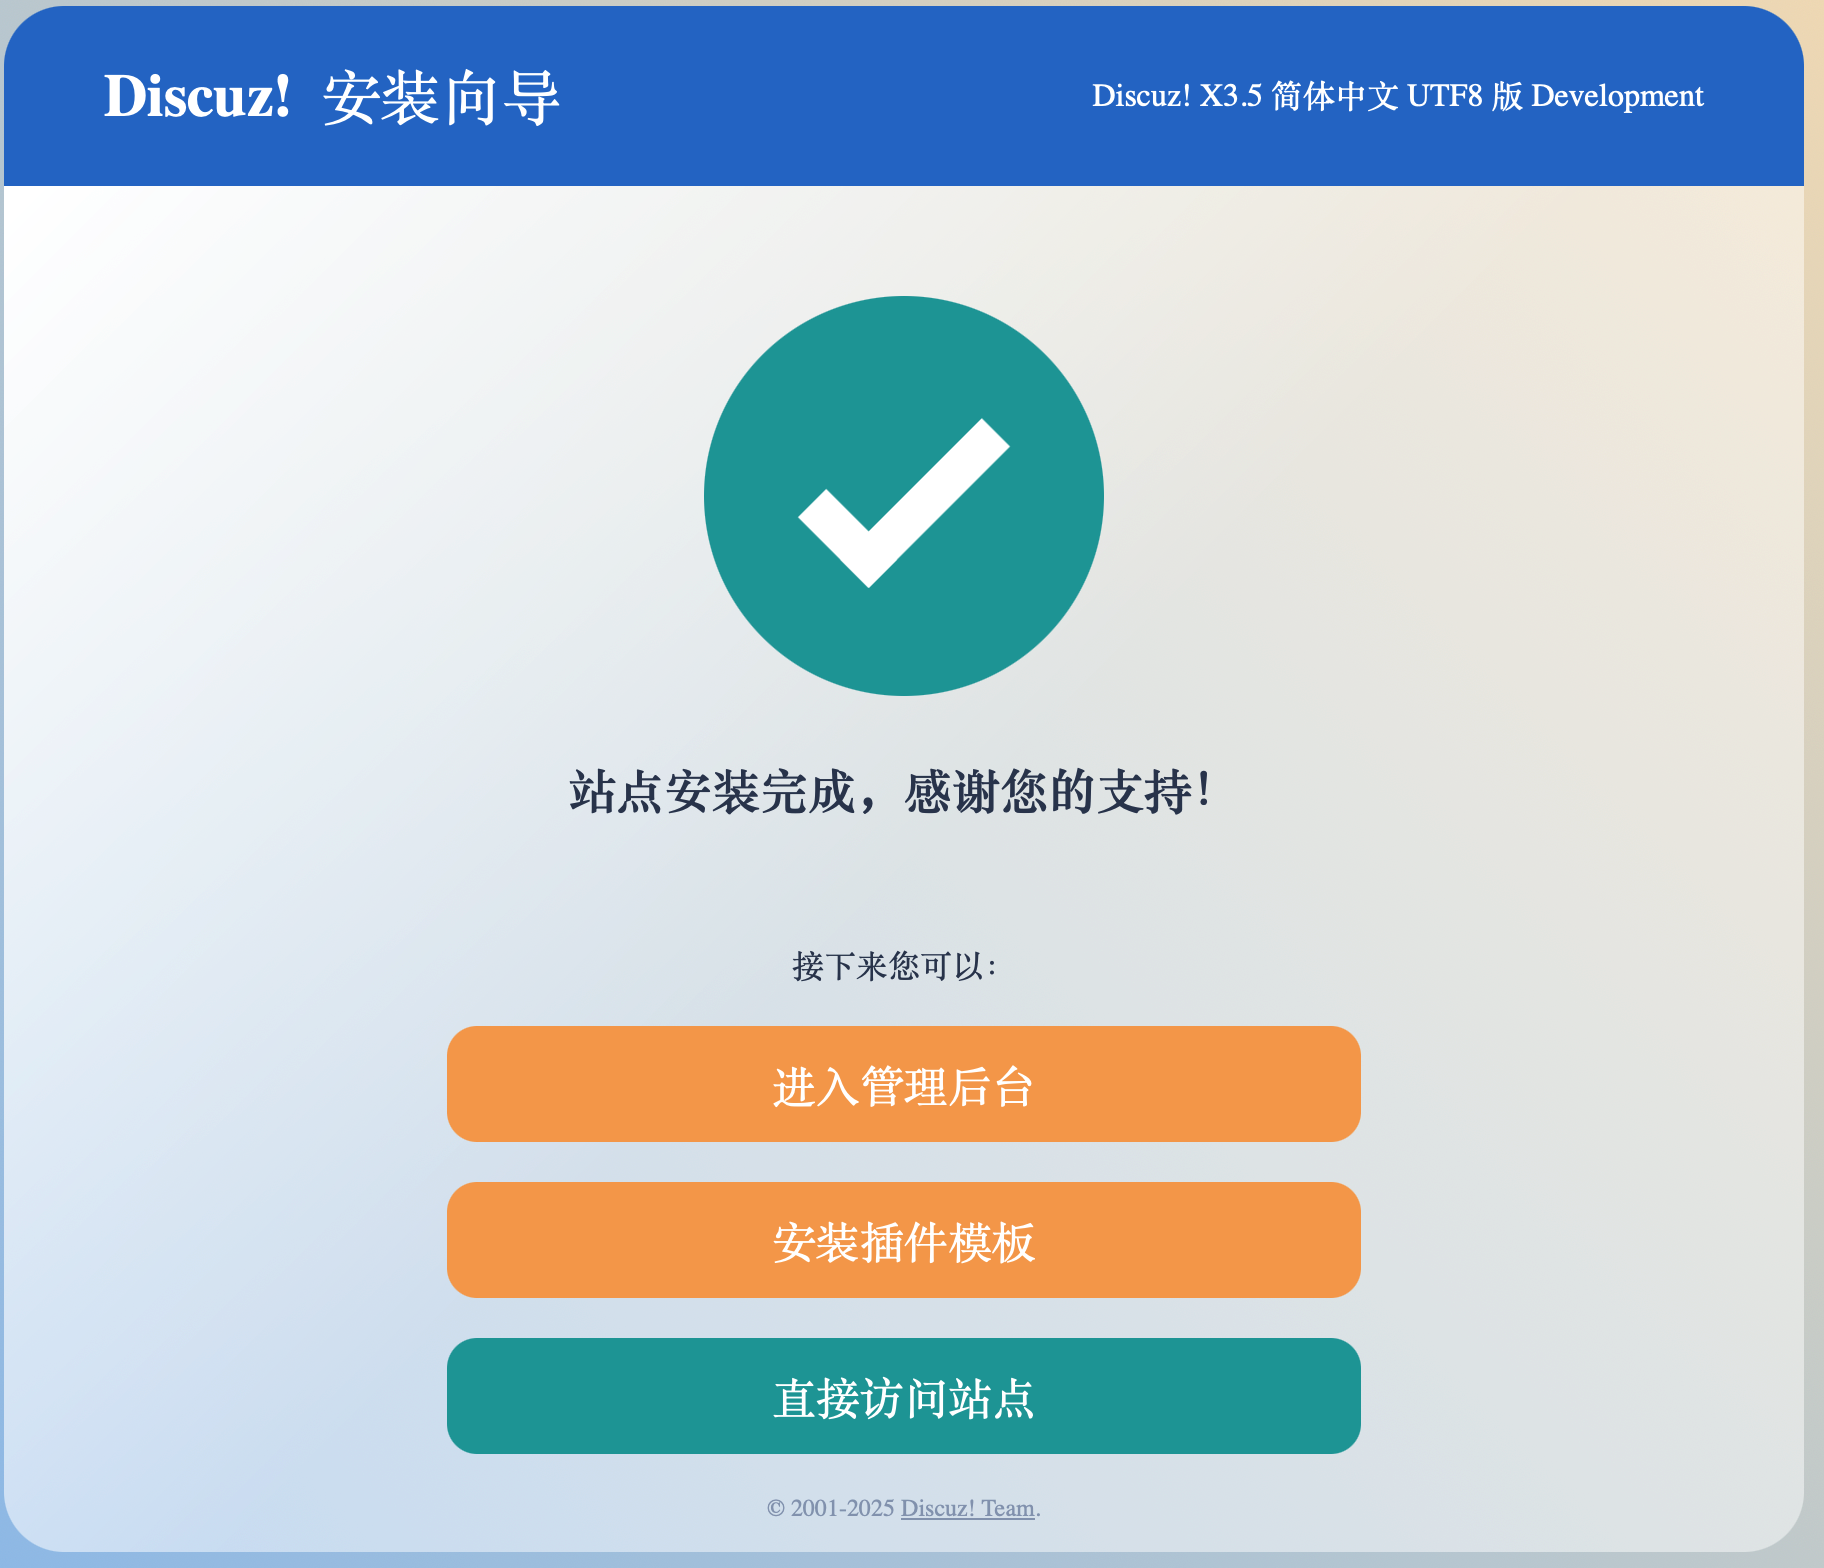 Discuz! 安装向导
Discuz! X3.5 简体中文 UTF8 版 Development
站点安装完成，感谢您的支持！
接下来您可以：
进入管理后台
安装插件模板
直接访问站点
© 2001-2025 Discuz! Team.